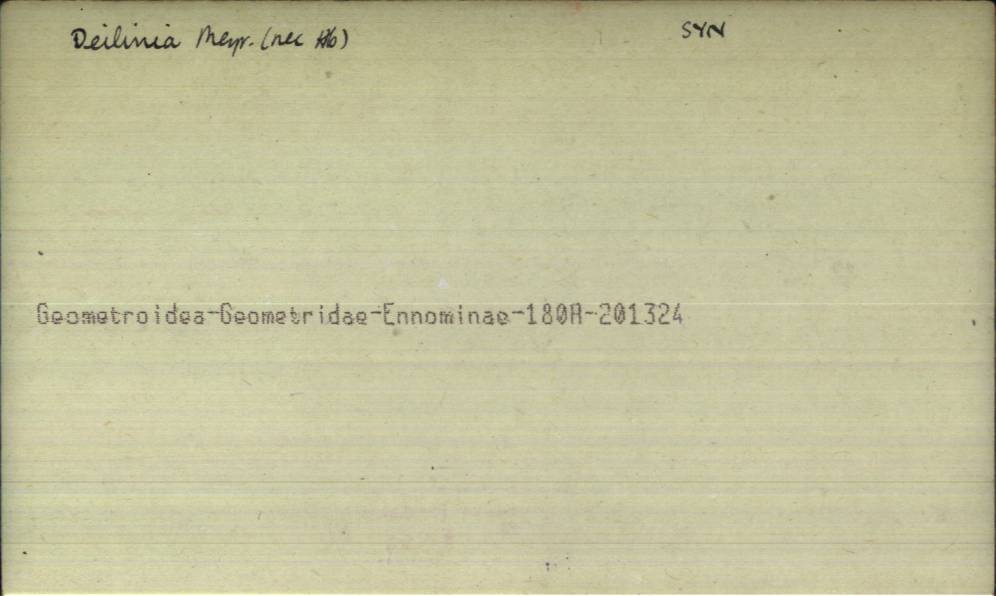 Deilinia Meyr. (nec Hb) SYN
Geometroidea-Geometridae-Ennominae-180A-201324